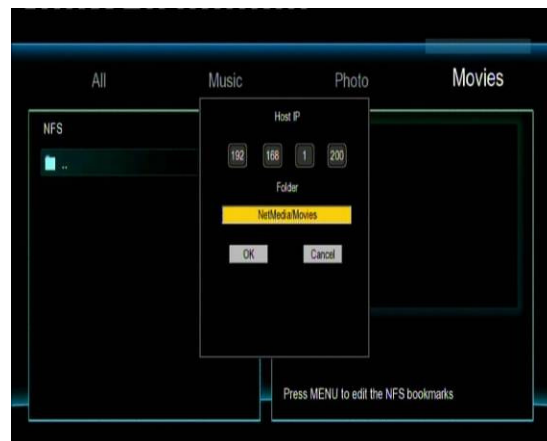 All Music Photo Movies
NFS
..
Host IP
192 168 1 200
Folder
NetMedia/Movies
OK Cancel
Press MENU to edit the NFS bookmarks